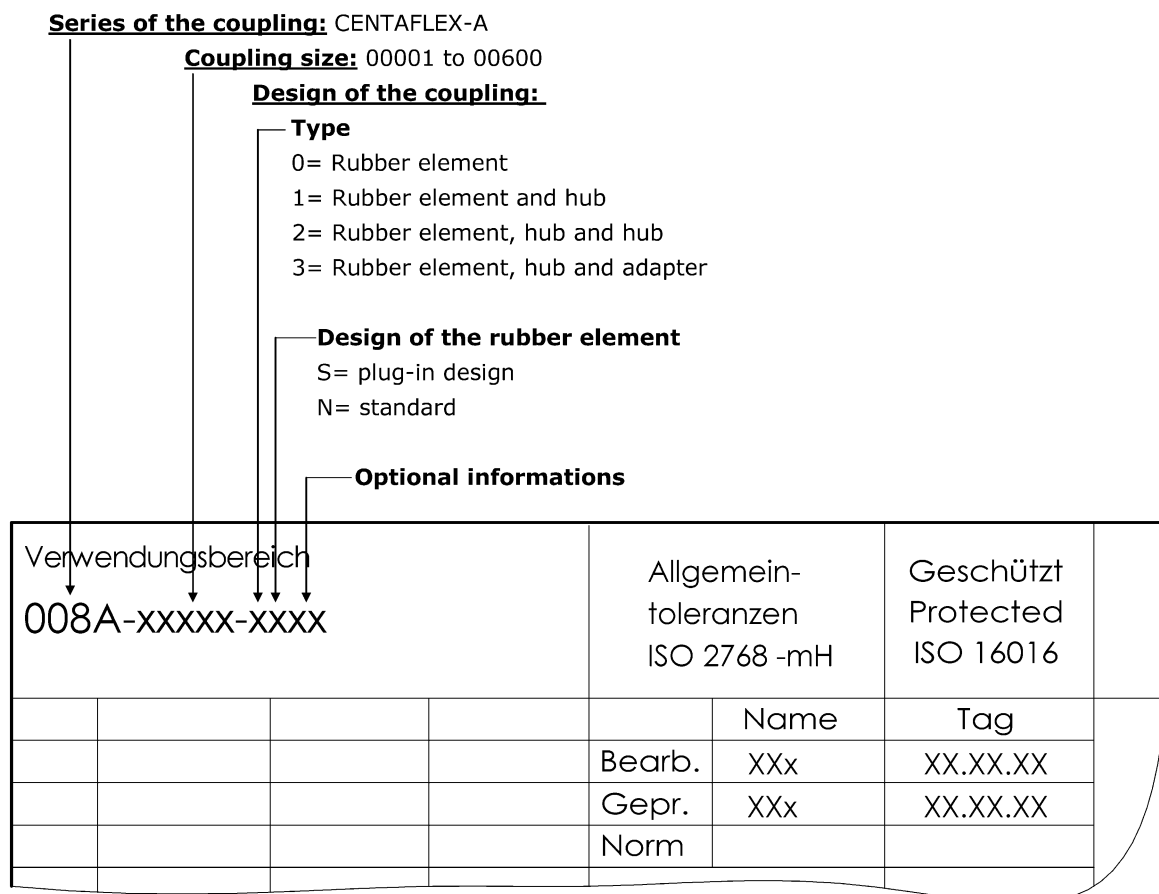 Series of the coupling: CENTAFLEX-A
Coupling size: 00001 to 00600
Design of the coupling:
Type
0= Rubber element
1= Rubber element and hub
2= Rubber element, hub and hub
3= Rubber element, hub and adapter
Design of the rubber element
S= plug-in design
N= standard
Optional informations
Verwendungsbereich
008A-xxxxx-xxxx
Allgemein-
toleranzen
ISO 2768 -mH
Geschützt
Protected
ISO 16016
Name Tag
Bearb. XXx XX.XX.XX
Gepr. XXx XX.XX.XX
Norm